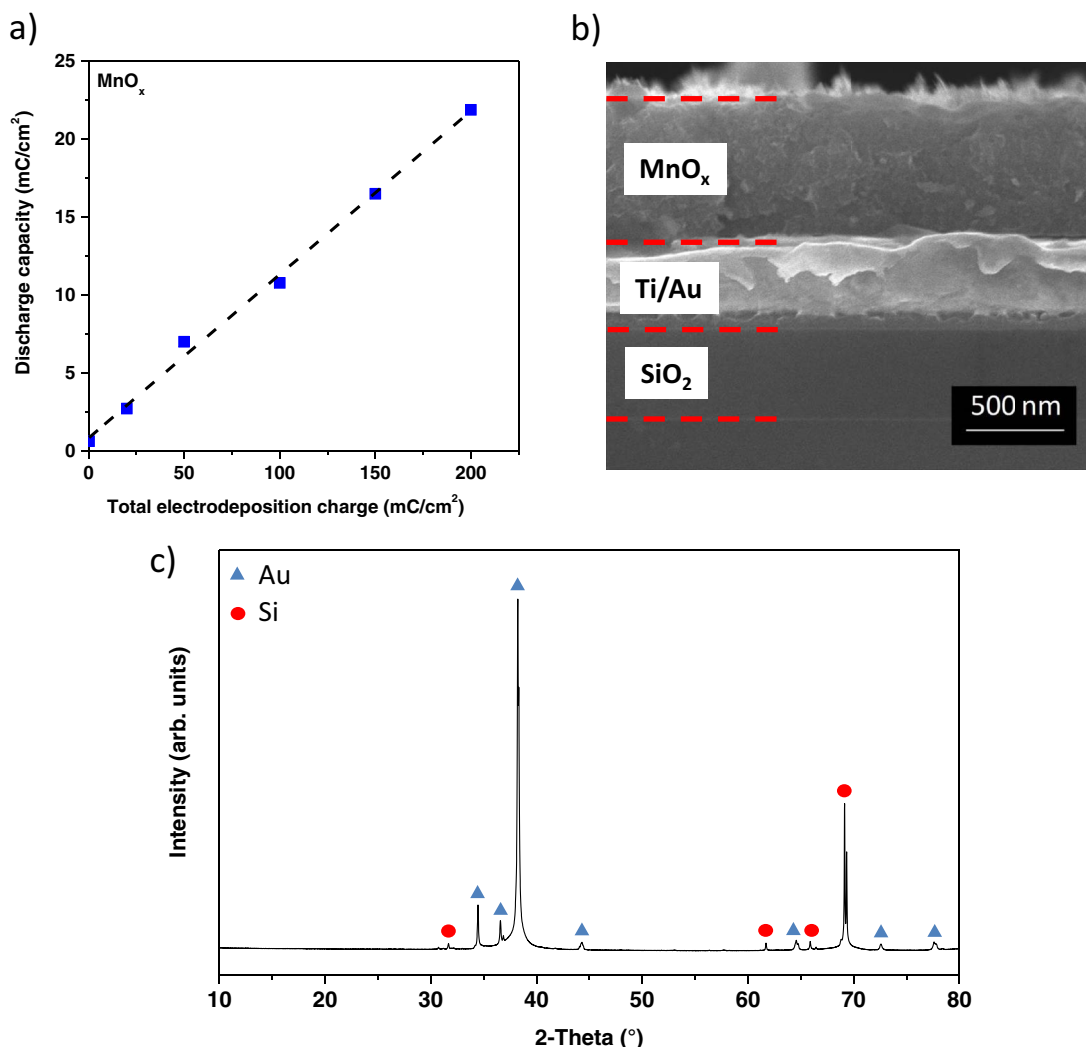 a)
MnOx
25
20
15
10
5
0
0 50 100 150 200
Discharge capacity (mC/cm²)
Total electrodeposition charge (mC/cm²)
b)
MnOx
Ti/Au
SiO2
500 nm
c)
Au
Si
Intensity (arb. units)
10 20 30 40 50 60 70 80
2-Theta (°)